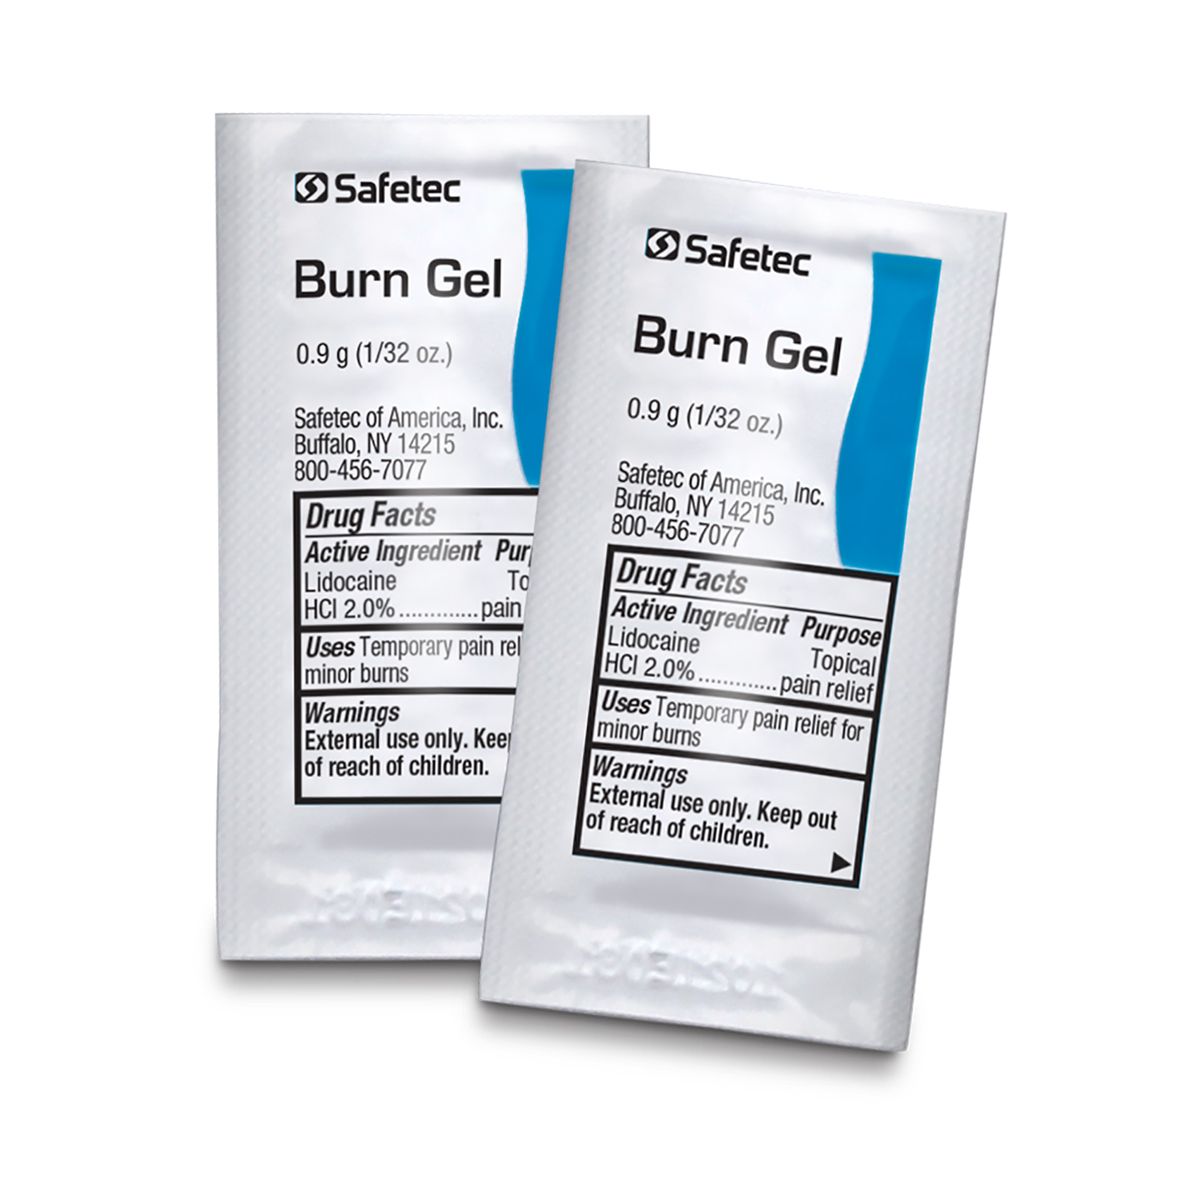 Safetec
Burn Gel
0.9 g (1/32 oz.)
Safetec of America, Inc.
Buffalo, NY 14215
800-456-7077
Drug Facts
Active Ingredient
Lidocaine
HCl 2.0%.............pain
Uses Temporary pain
minor burns
Warnings
External use only.
of reach of children.
Safetec
Burn Gel
0.9 g (1/32 oz.)
Safetec of America, Inc.
Buffalo, NY 14215
800-456-7077
Drug Facts
Active Ingredient Purpose
Lidocaine Topical
HCl 2.0%.............pain relief
Uses Temporary pain relief for
minor burns
Warnings
External use only. Keep out
of reach of children.